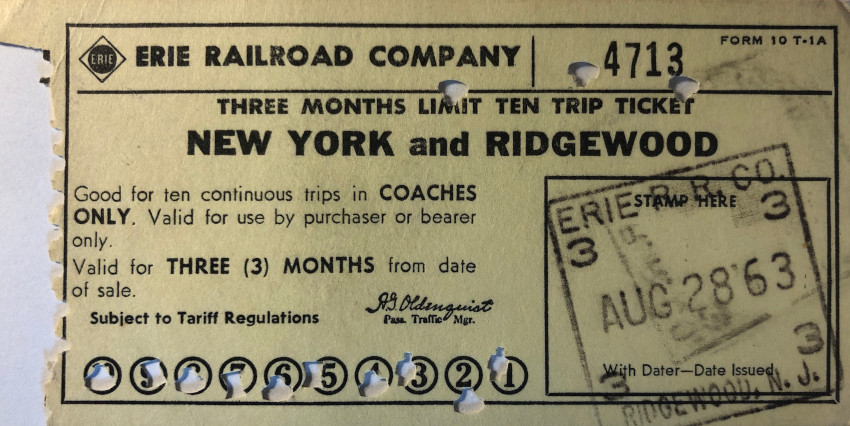 ERIE ERIE RAILROAD COMPANY 4713 FORM 10 T-1A
THREE MONTHS LIMIT TEN TRIP TICKET
NEW YORK and RIDGEWOOD
Good for ten continuous trips in COACHES
ONLY. Valid for use by purchaser or bearer
only.
Valid for THREE (3) MONTHS from date
of sale.
Subject to Tariff Regulations
A.G. Oldenquist
Pass. Traffic Mgr.
9 7 6 5 4 3 2 1
STAMP HERE
ERIE R. R. CO.
3 3
AUG 28 '63
With Dater—Date Issued
3 3
RIDGEWOOD, N. J.